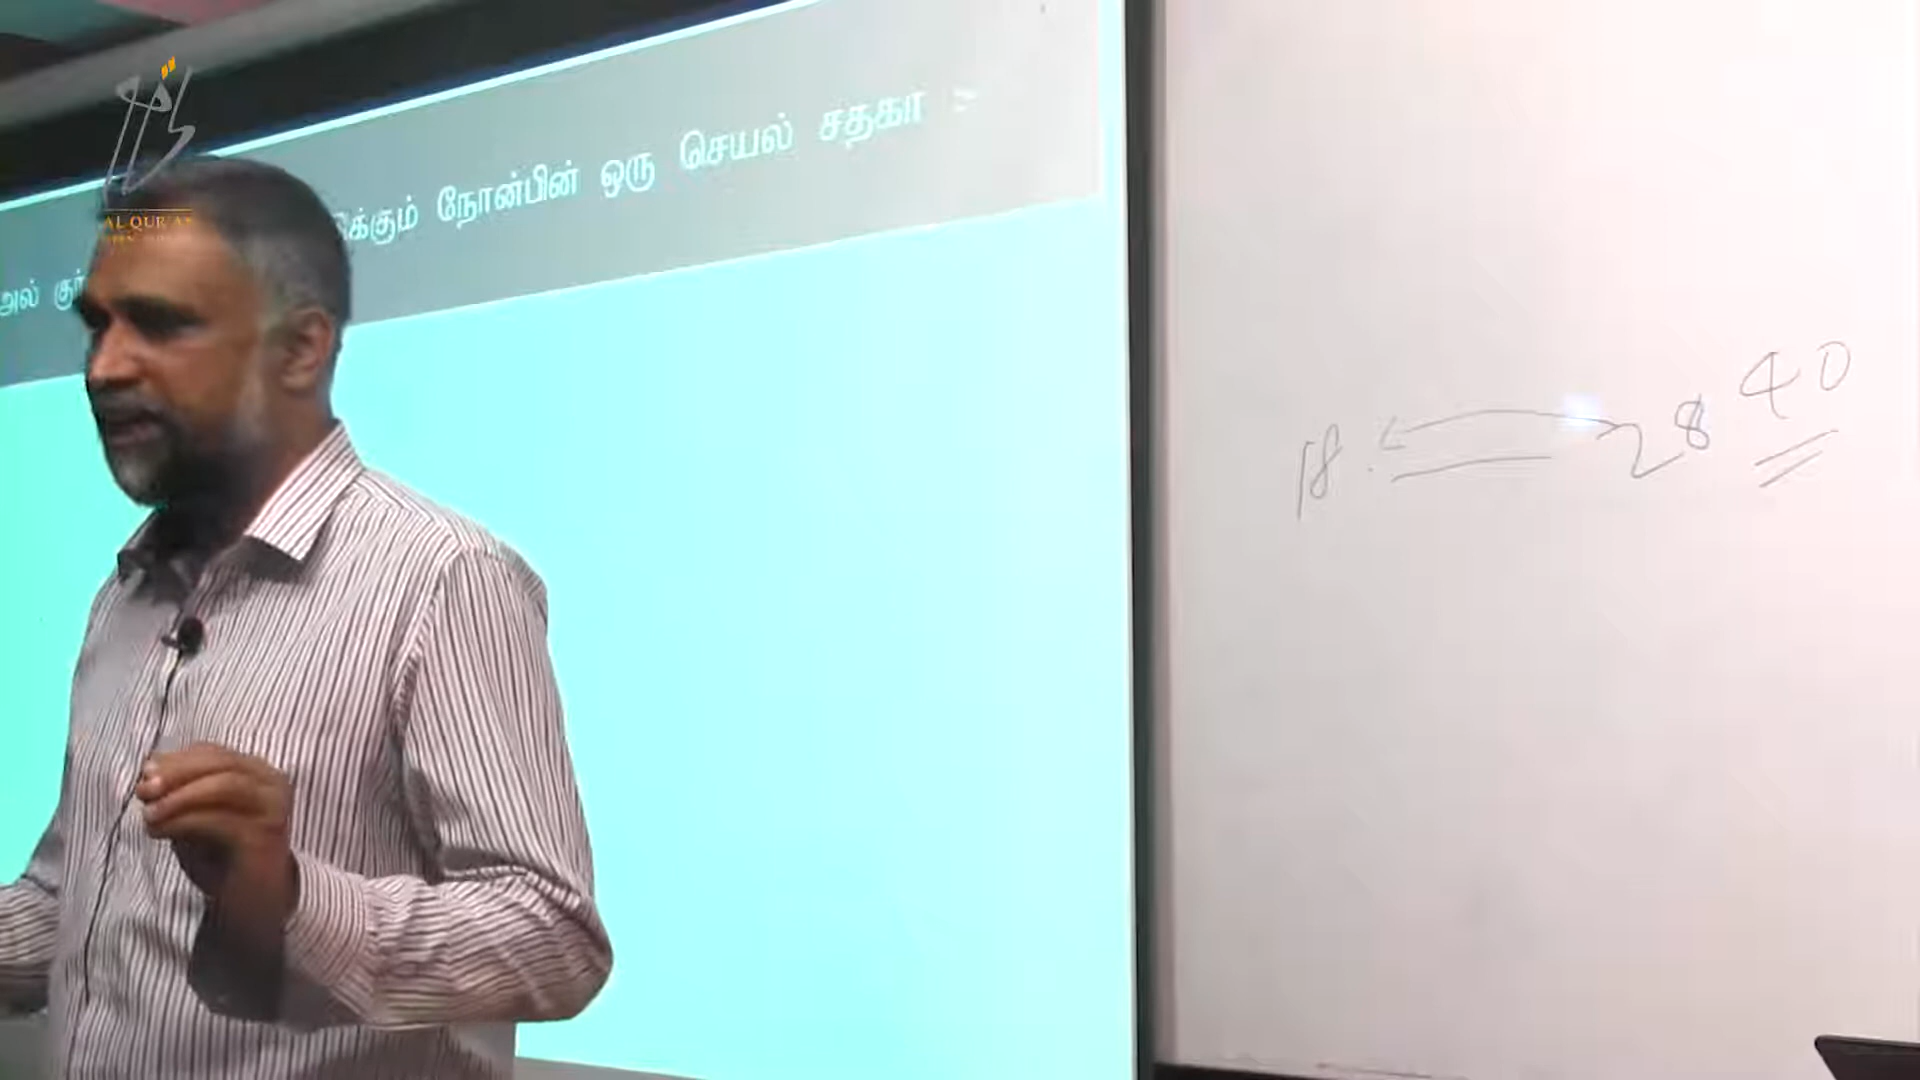 AL QUR'AN
க்கும் நோன்பின் ஒரு செயல் சதகா
அல் குர்
40
18 28